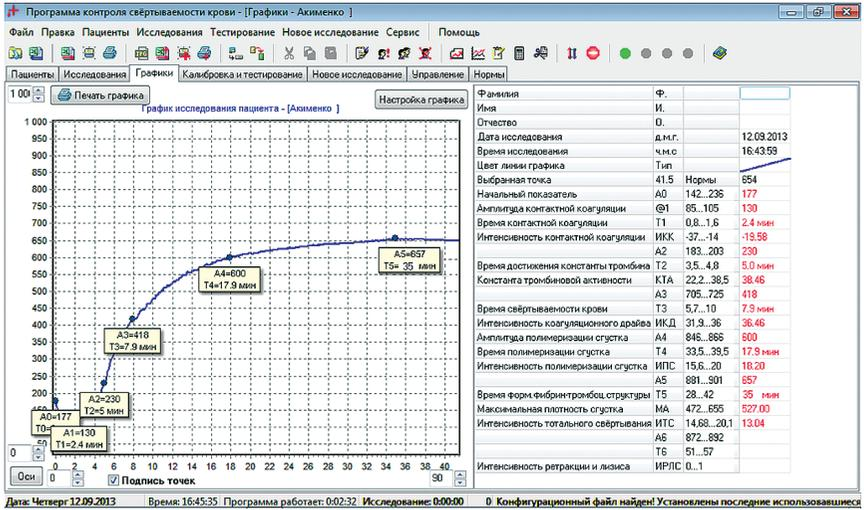 Программа контроля свёртываемости крови - [Графики - Акименко ]
Файл Правка Пациенты Исследования Тестирование Новое исследование Сервис Помощь
Пациенты Исследования Графики Калибровка и тестирование Новое исследование Управление Нормы
Печать графика
График исследования пациента - [Акименко ]
Настройка графика
1 000
950
900
850
800
750
700
650
600
550
500
450
400
350
300
250
200
150
50
A0=177
A1=130
T1=2.4 мин
A2=230
T2=5 мин
A3=418
T3=7.9 мин
A4=600
T4=17.9 мин
A5=657
T5= 35 мин
0
0 2 4 6 8 10 12 14 16 18 20 22 24 26 28 30 32 34 36 38 40
Оси 0 Подпись точек 90
Фамилия Ф.
Имя И.
Отчество О.
Дата исследования д.м.г. 12.09.2013
Время исследования ч.м.с 16:43:59
Цвет линии графика Тип
Выбранная точка 41.5 Нормы 654
Начальный показатель A0 142...236 177
Амплитуда контактной коагуляции @1 85...105 130
Время контактной коагуляции T1 0,8...1,6 2.4 мин
Интенсивность контактной коагуляции ИКК -37...-14 -19.58
A2 183...203 230
Время достижения константы тромбина T2 3,5...4,8 5.0 мин
Константа тромбиновой активности КТА 22,2...38,5 38.46
A3 705...725 418
Время свёртываемости крови T3 5,7...10 7.9 мин
Интенсивность коагуляционного драйва ИКД 31,9...36 36.46
Амплитуда полимеризации сгустка A4 846...866 600
Время полимеризации сгустка T4 33,5...39,5 17.9 мин
Интенсивность полимеризации сгустка ИПС 15,6...20 18.20
A5 881...901 657
Время форм.фибрин-тромбоц.структуры T5 28...42 35 мин
Максимальная плотность сгустка МА 472...655 527.00
Интенсивность тотального свёртывания ИТС 14,68...20,1 13.04
A6 872...892
T6 51...57
Интенсивность ретракции и лизиса ИРЛС 0...1
Дата: Четверг 12.09.2013 Время: 16:45:35 Программа работает: 0:02:32 Исследование: 0:00:00 0 Конфигурационный файл найден! Установлены последние использовавшиеся